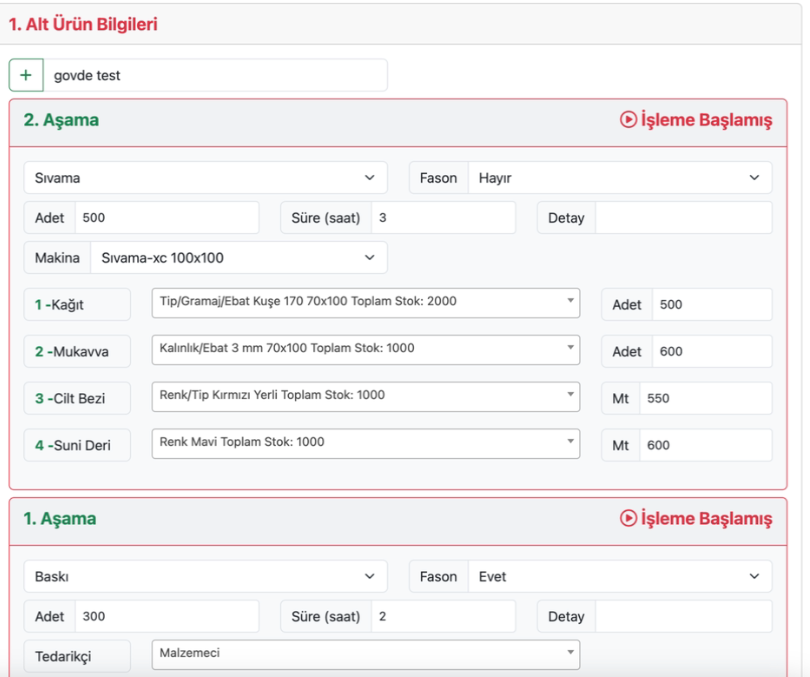 1. Alt Ürün Bilgileri
+ govde test
2. Aşama İşleme Başlamış
Sıvama Fason Hayır
Adet 500 Süre (saat) 3 Detay
Makina Sıvama-xc 100x100
1 -Kağıt Tip/Gramaj/Ebat Kuşe 170 70x100 Toplam Stok: 2000 Adet 500
2 -Mukavva Kalınlık/Ebat 3 mm 70x100 Toplam Stok: 1000 Adet 600
3 -Cilt Bezi Renk/Tip Kırmızı Yerli Toplam Stok: 1000 Mt 550
4 -Suni Deri Renk Mavi Toplam Stok: 1000 Mt 600
1. Aşama İşleme Başlamış
Baskı Fason Evet
Adet 300 Süre (saat) 2 Detay
Tedarikçi Malzemeci